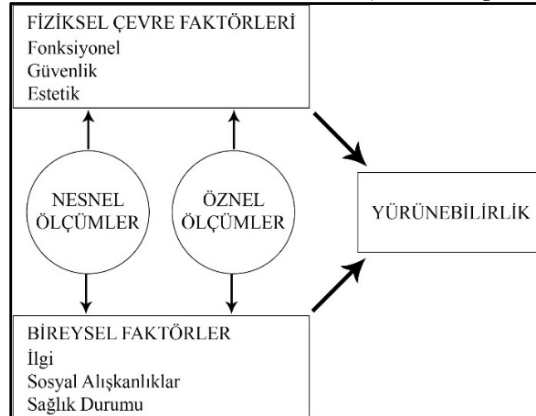 FİZİKSEL ÇEVRE FAKTÖRLERİ
Fonksiyonel
Güvenlik
Estetik
NESNEL
ÖLÇÜMLER
ÖZNEL
ÖLÇÜMLER
YÜRÜNEBİLİRLİK
BİREYSEL FAKTÖRLER
İlgi
Sosyal Alışkanlıklar
Sağlık Durumu